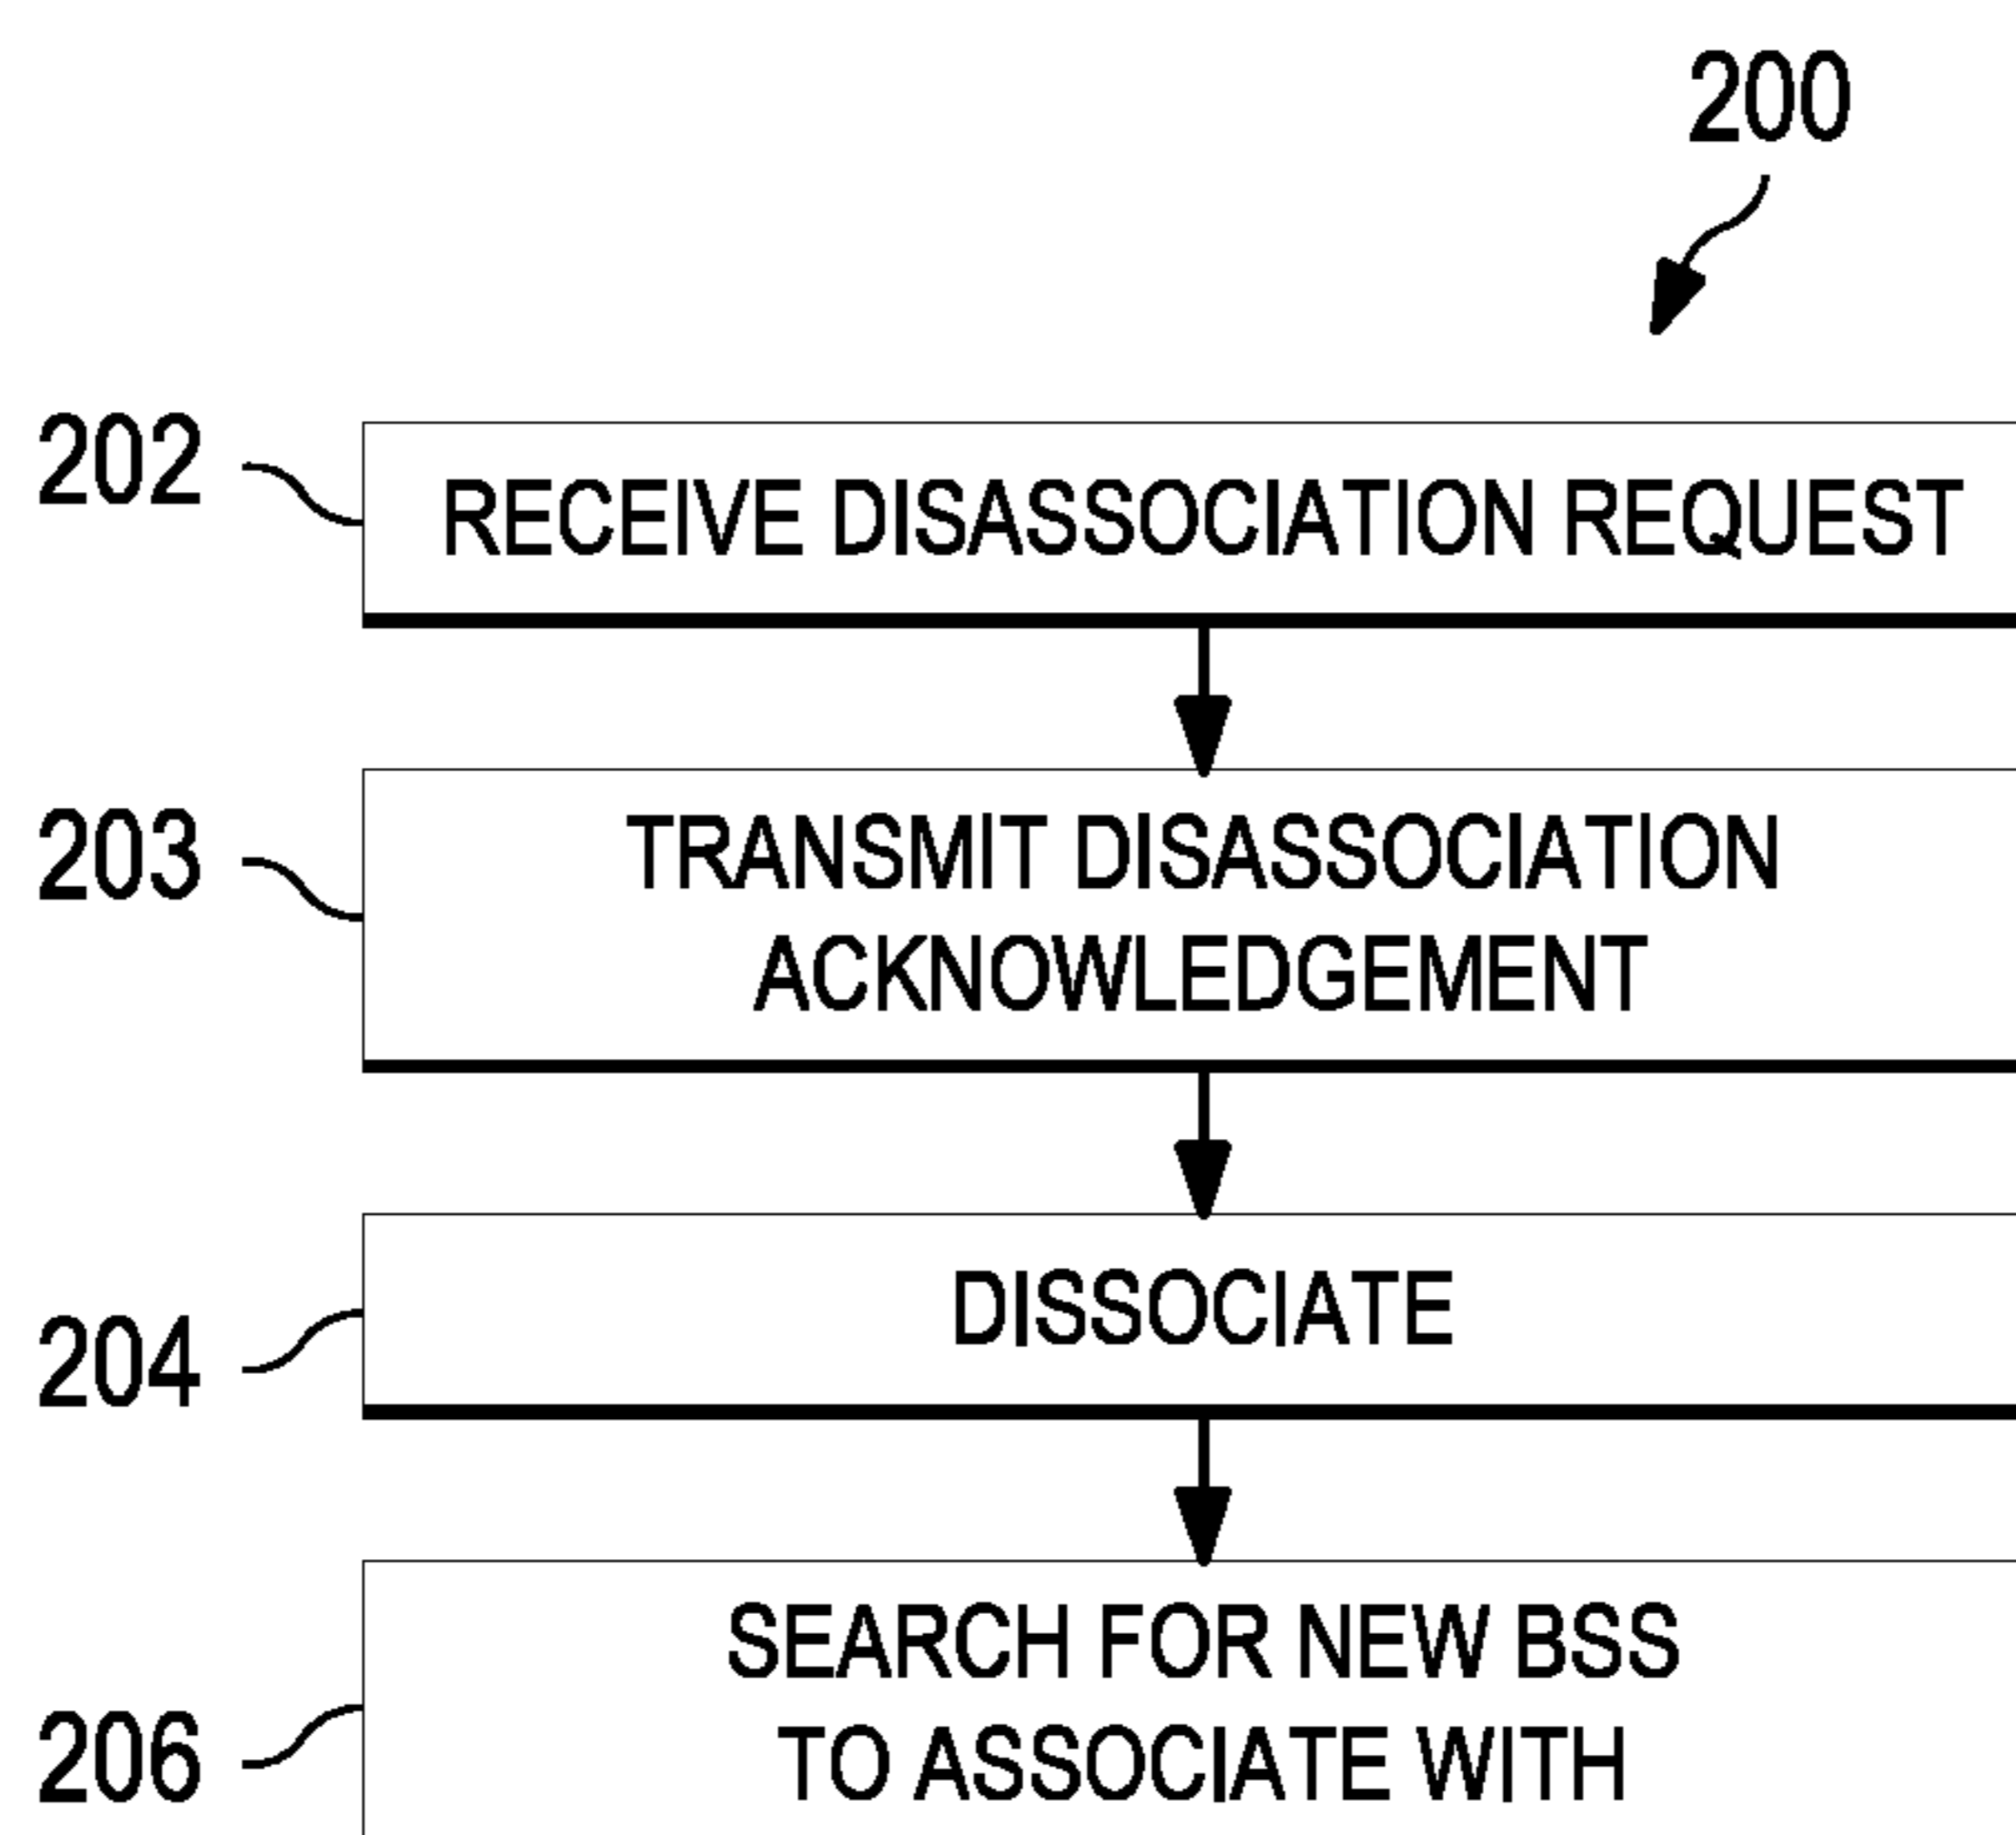 200
202
RECEIVE DISASSOCIATION REQUEST
203
TRANSMIT DISASSOCIATION
ACKNOWLEDGEMENT
204
DISSOCIATE
206
SEARCH FOR NEW BSS
TO ASSOCIATE WITH